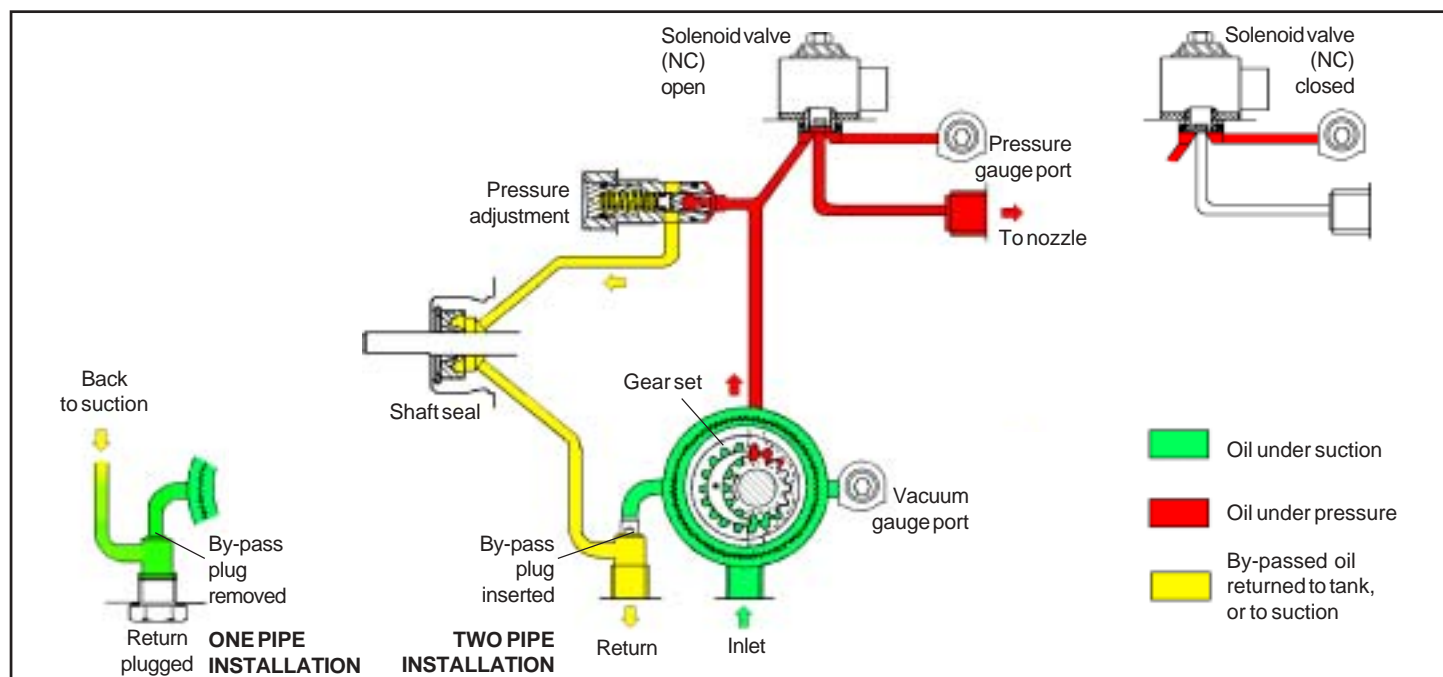 Solenoid valve
(NC)
open
Solenoid valve
(NC)
closed
Pressure
gauge port
Pressure
adjustment
To nozzle
Back
to suction
Shaft seal
Gear set
Vacuum
gauge port
By-pass
plug
removed
By-pass
plug
inserted
Return
plugged
ONE PIPE
INSTALLATION
TWO PIPE
INSTALLATION
Return
Inlet
Oil under suction
Oil under pressure
By-passed oil
returned to tank,
or to suction